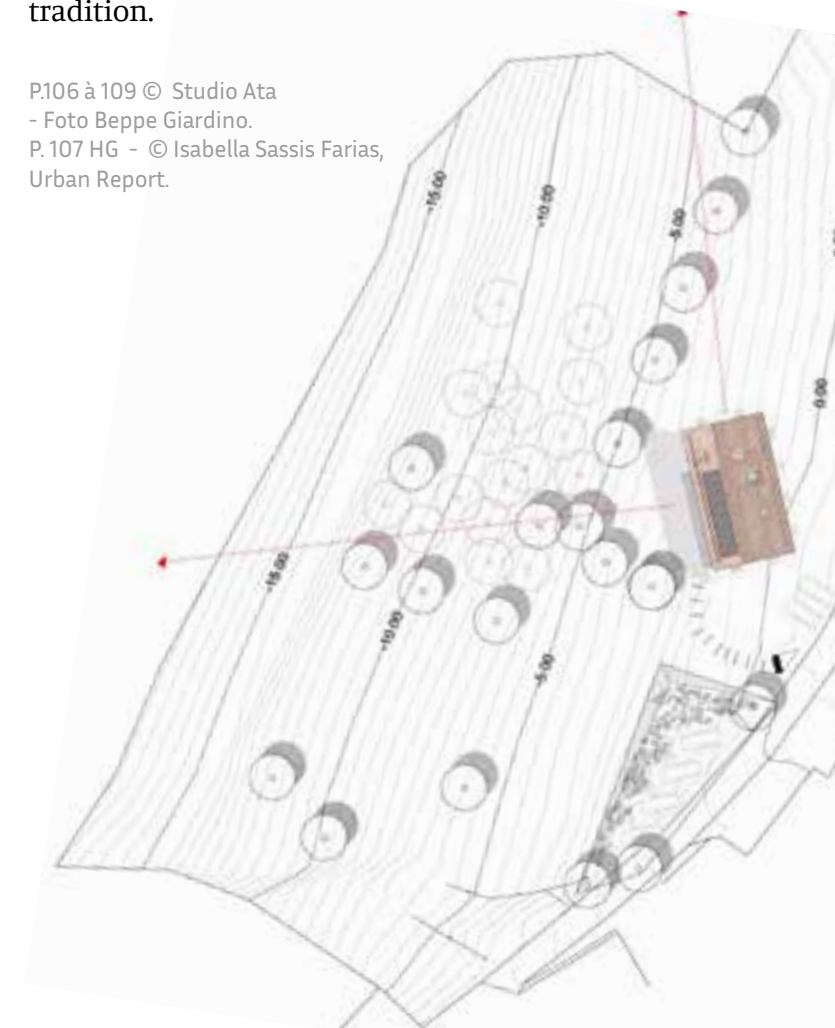 tradition.
P.106 à 109 © Studio Ata
- Foto Beppe Giardino.
P. 107 HG - © Isabella Sassis Farias,
Urban Report.
-15.00
-10.00
-5.00
0.00
-15.00
-10.00
-5.00